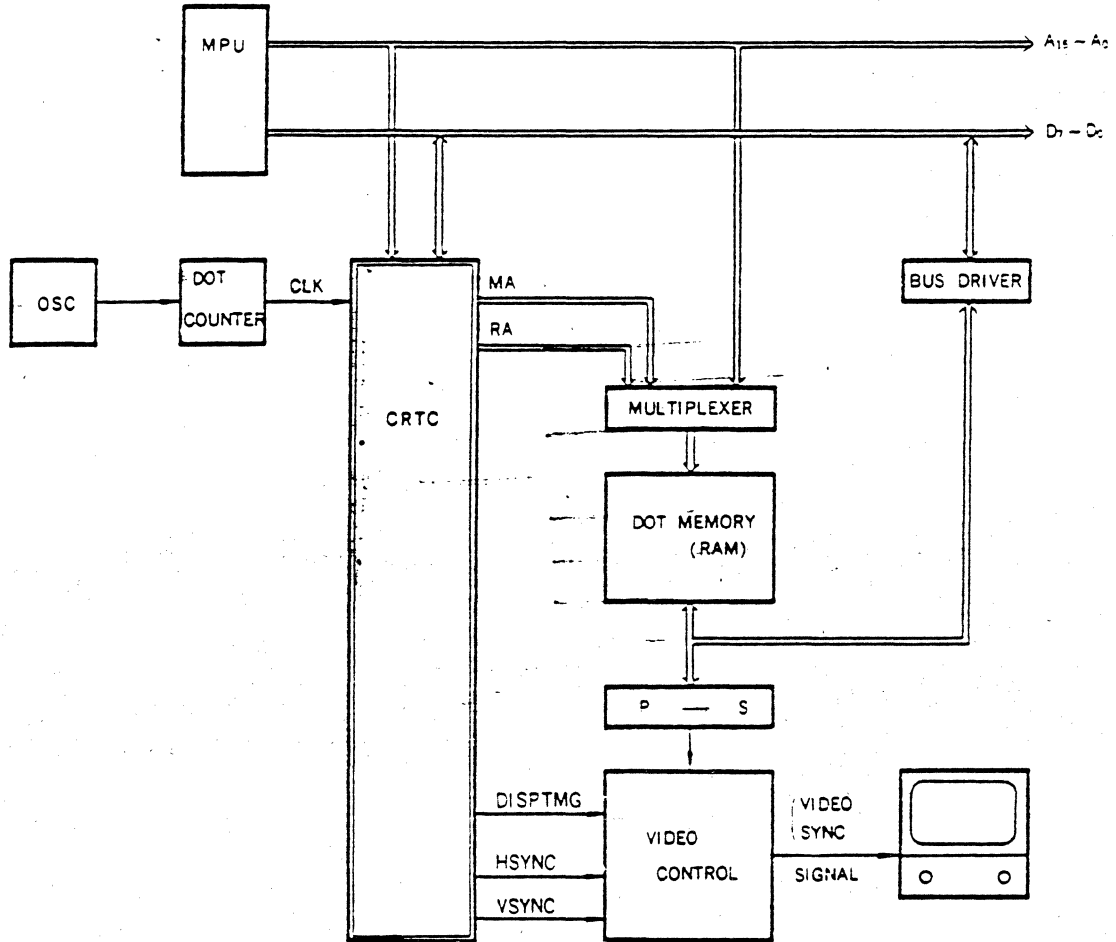 MPU
A₁₅ – A₀
D₇ – D₀
OSC
DOT
COUNTER
CLK
CRTC
MA
RA
BUS DRIVER
MULTIPLEXER
DOT MEMORY
(RAM)
P — S
DISPTMG
HSYNC
VSYNC
VIDEO
CONTROL
VIDEO
SYNC
SIGNAL